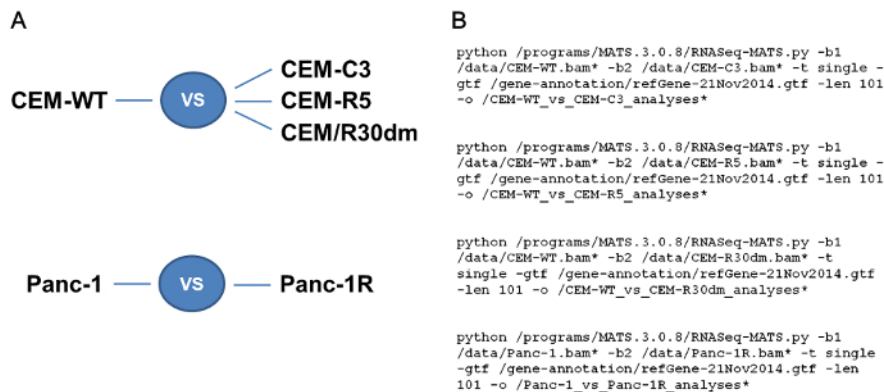 A
CEM-WT
VS
CEM-C3
CEM-R5
CEM/R30dm
Panc-1
VS
Panc-1R
B
python /programs/MATS.3.0.8/RNASeq-MATS.py -b1
/data/CEM-WT.bam* -b2 /data/CEM-C3.bam* -t single -
gtf /gene-annotation/refGene-21Nov2014.gtf -len 101
-o /CEM-WT_vs_CEM-C3_analyses*
python /programs/MATS.3.0.8/RNASeq-MATS.py -b1
/data/CEM-WT.bam* -b2 /data/CEM-R5.bam* -t single -
gtf /gene-annotation/refGene-21Nov2014.gtf -len 101
-o /CEM-WT_vs_CEM-R5_analyses*
python /programs/MATS.3.0.8/RNASeq-MATS.py -b1
/data/CEM-WT.bam* -b2 /data/CEM-R30dm.bam* -t
single -gtf /gene-annotation/refGene-21Nov2014.gtf
-len 101 -o /CEM-WT_vs_CEM-R30dm_analyses*
python /programs/MATS.3.0.8/RNASeq-MATS.py -b1
/data/Panc-1.bam* -b2 /data/Panc-1R.bam* -t single
-gtf /gene-annotation/refGene-21Nov2014.gtf -len
101 -o /Panc-1_vs_Panc-1R_analyses*